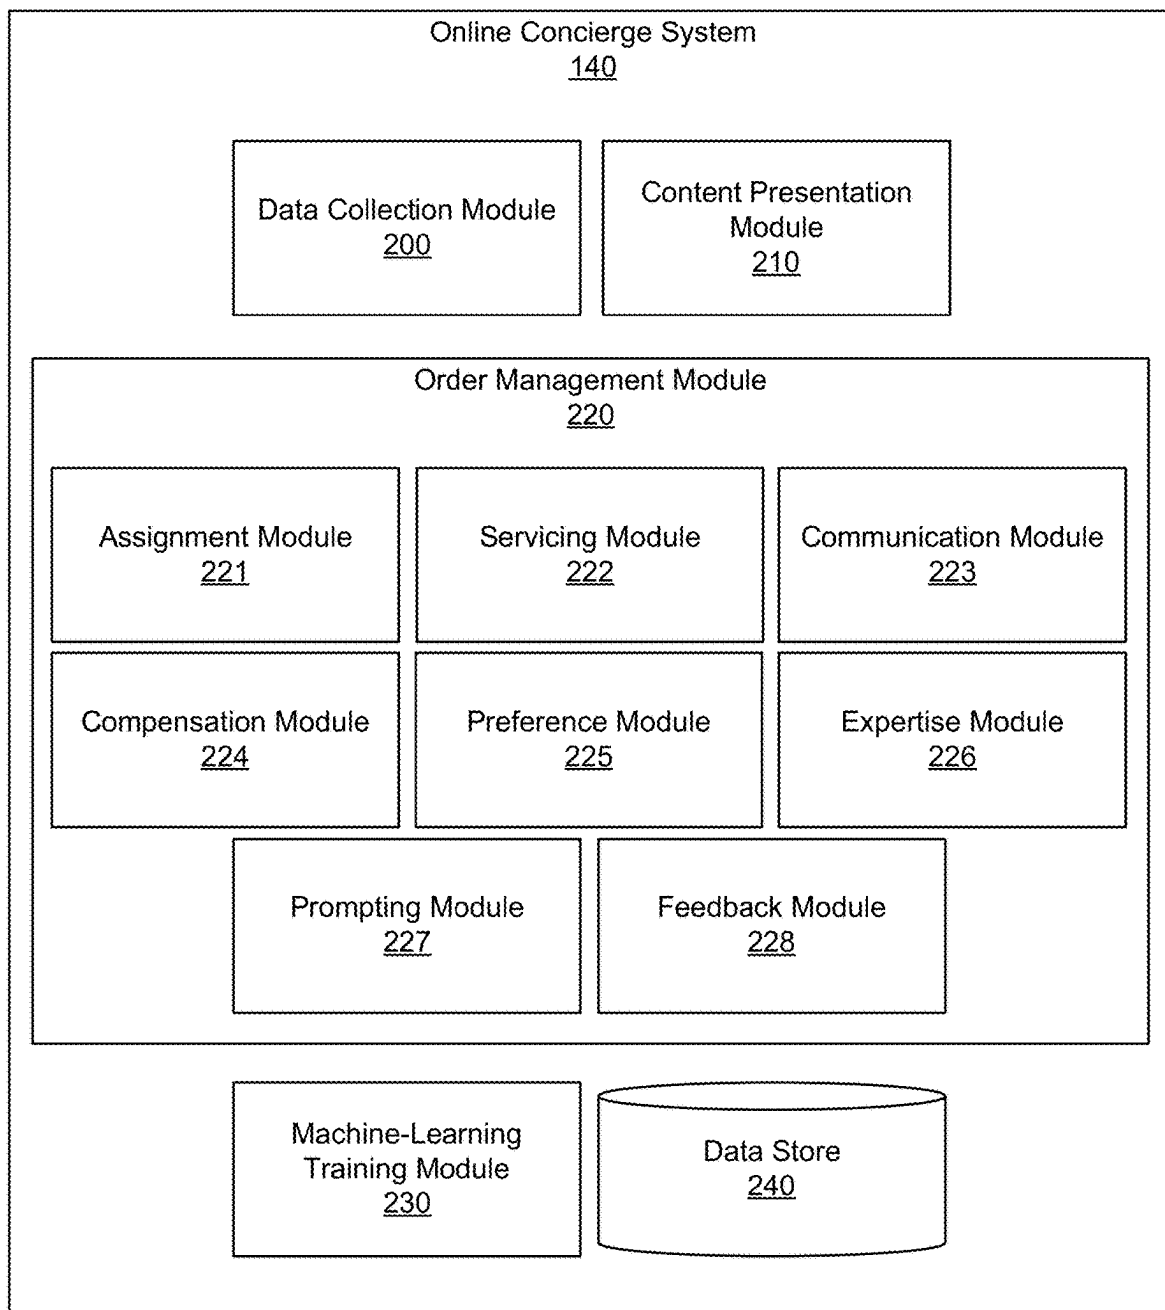 Online Concierge System
140
Data Collection Module
200
Content Presentation
Module
210
Order Management Module
220
Assignment Module
221
Servicing Module
222
Communication Module
223
Compensation Module
224
Preference Module
225
Expertise Module
226
Prompting Module
227
Feedback Module
228
Machine-Learning
Training Module
230
Data Store
240